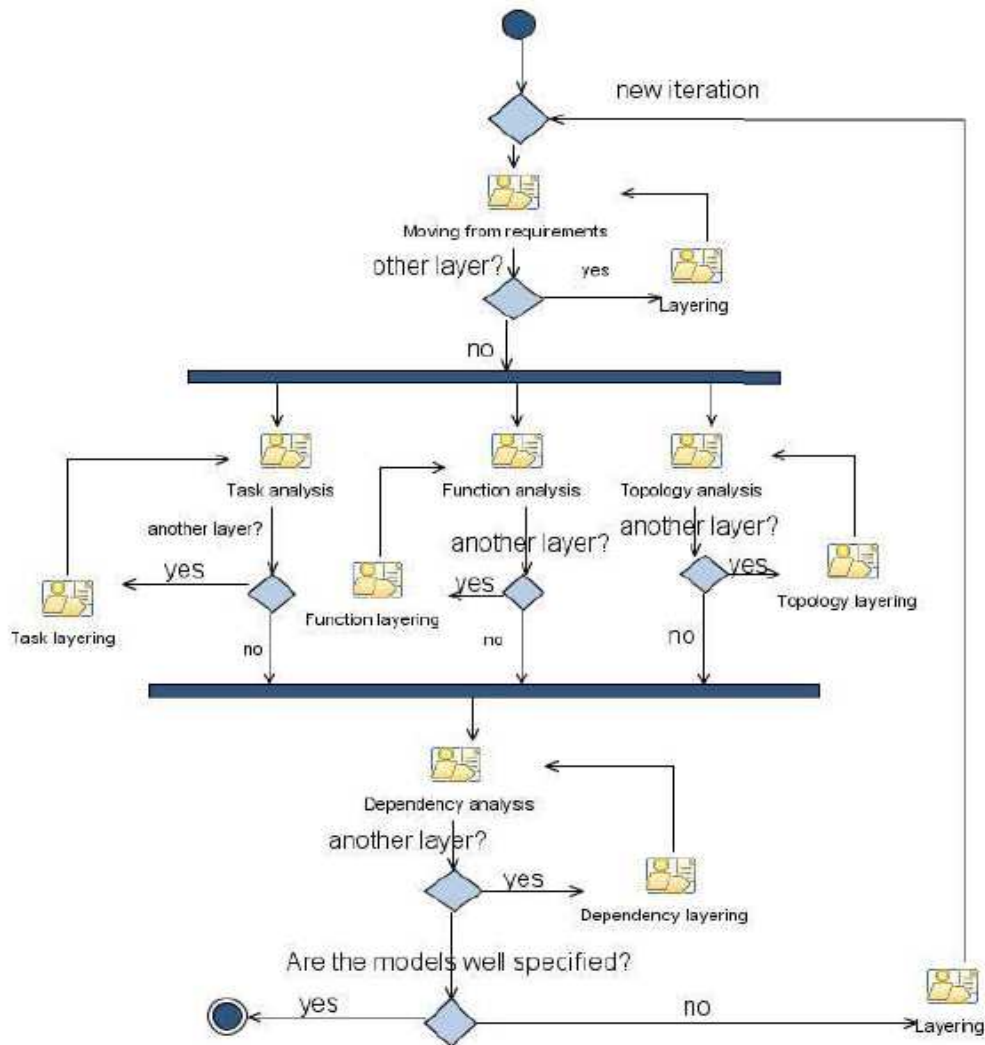 new iteration
Moving from requirements
other layer?
yes
Layering
no
Task analysis
Function analysis
Topology analysis
another layer?
another layer?
another layer?
yes
yes
yes
Task layering
Function layering
Topology layering
no
no
no
Dependency analysis
another layer?
yes
Dependency layering
Are the models well specified?
yes
no
Layering